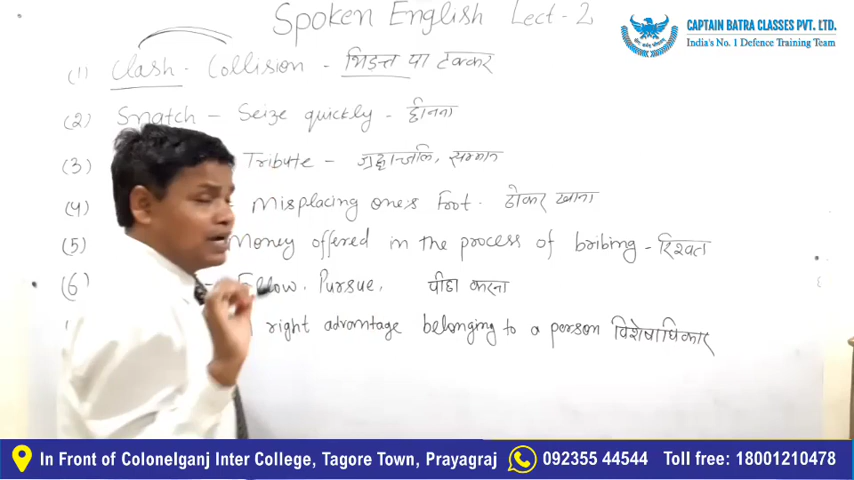 Spoken English Lect-2
CAPTAIN BATRA CLASSES PVT. LTD.
India's No. 1 Defence Training Team
(1) Clash - Collision - भिडन्त या टक्कर
(2) Snatch - Seize quickly - छीनना
(3) Tribute - श्रद्धान्जलि, सम्मान
(4) Misplacing one's Foot. ठोकर खाना
(5) Money offered in the process of bribing - रिश्वत
(6) - Follow. Pursue, पीछा करना
right advantage belonging to a person विशेषाधिकार
In Front of Colonelganj Inter College, Tagore Town, Prayagraj 092355 44544 Toll free: 18001210478